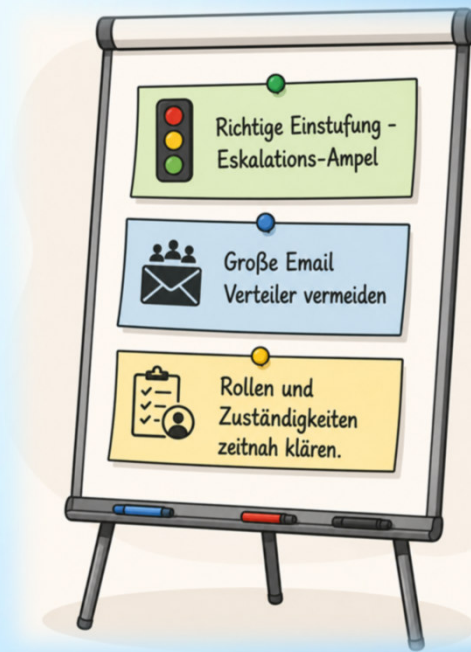 Richtige Einstufung -
Eskalations-Ampel
Große Email
Verteiler vermeiden
Rollen und
Zuständigkeiten
zeitnah klären.